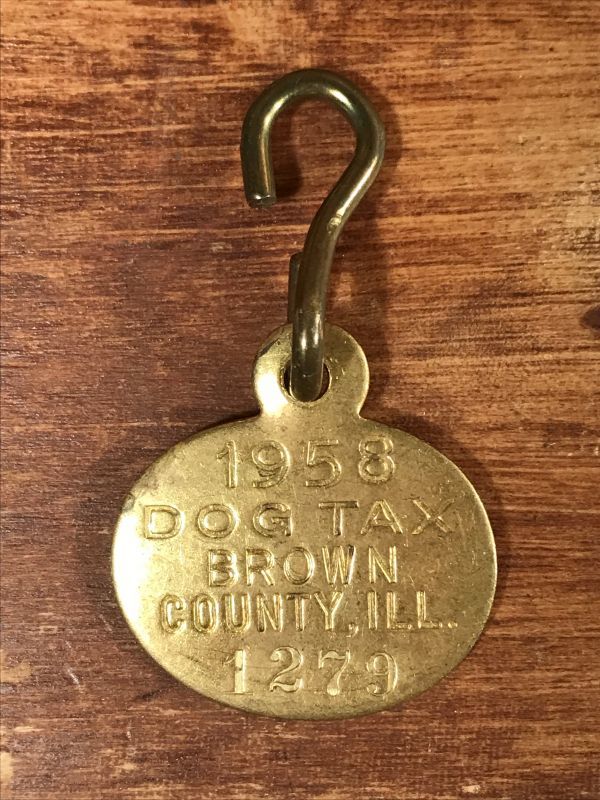 1958
DOG TAX
BROWN
COUNTY, ILL.
1279